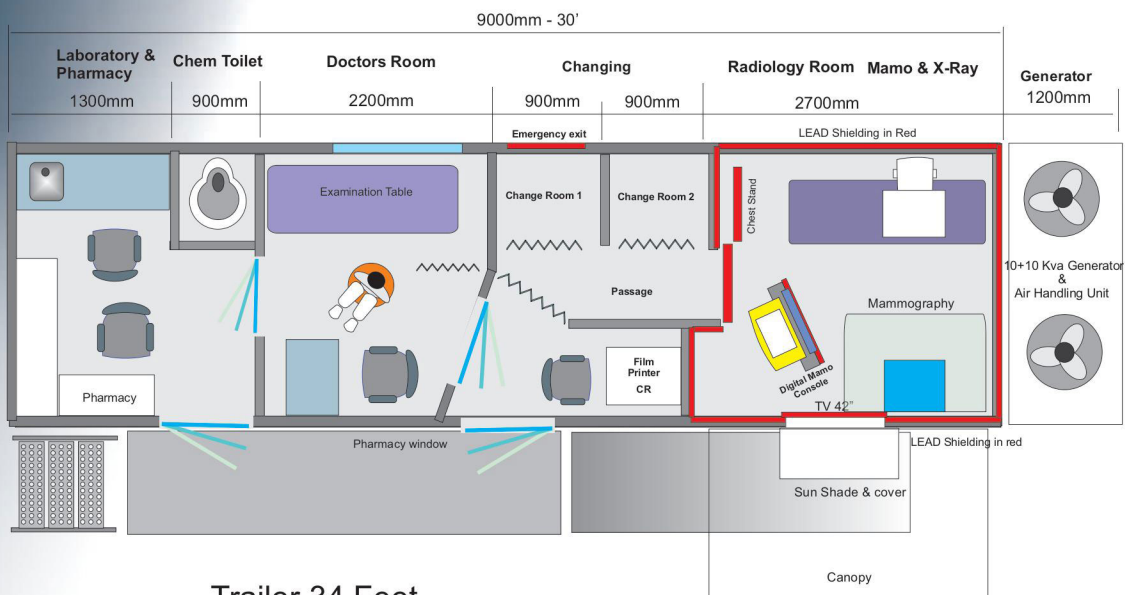 9000mm - 30’
Laboratory &
Pharmacy
Chem Toilet
Doctors Room
Changing
Radiology Room
Mamo & X-Ray
Generator
1300mm
900mm
2200mm
900mm
900mm
2700mm
1200mm
Emergency exit
LEAD Shielding in Red
Examination Table
Change Room 1
Change Room 2
Chest Stand
Passage
10+10 Kva Generator
&
Air Handling Unit
Mammography
Film
Printer
CR
Digital Mamo
Console
Pharmacy
TV 42”
Pharmacy window
LEAD Shielding in red
Sun Shade & cover
Canopy
Trailer 34 Feet